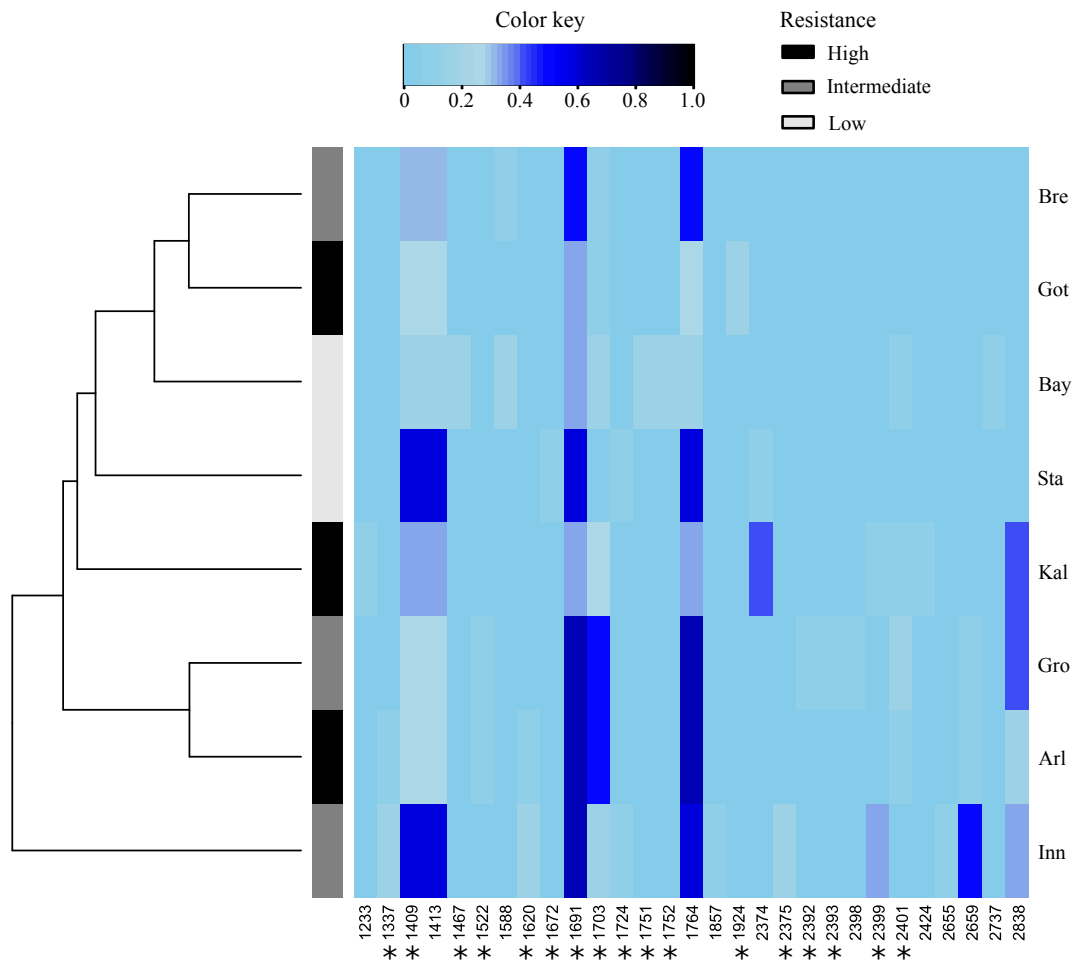 Color key
0 0.2 0.4 0.6 0.8 1.0
Resistance
High
Intermediate
Low
Bre
Got
Bay
Sta
Kal
Gro
Arl
Inn
1233
* 1337
* 1409
1413
* 1467
* 1522
1588
* 1620
* 1672
* 1691
* 1703
* 1724
* 1751
* 1752
1764
1857
* 1924
2374
* 2375
* 2392
* 2393
2398
* 2399
* 2401
2424
2655
2659
2737
2838